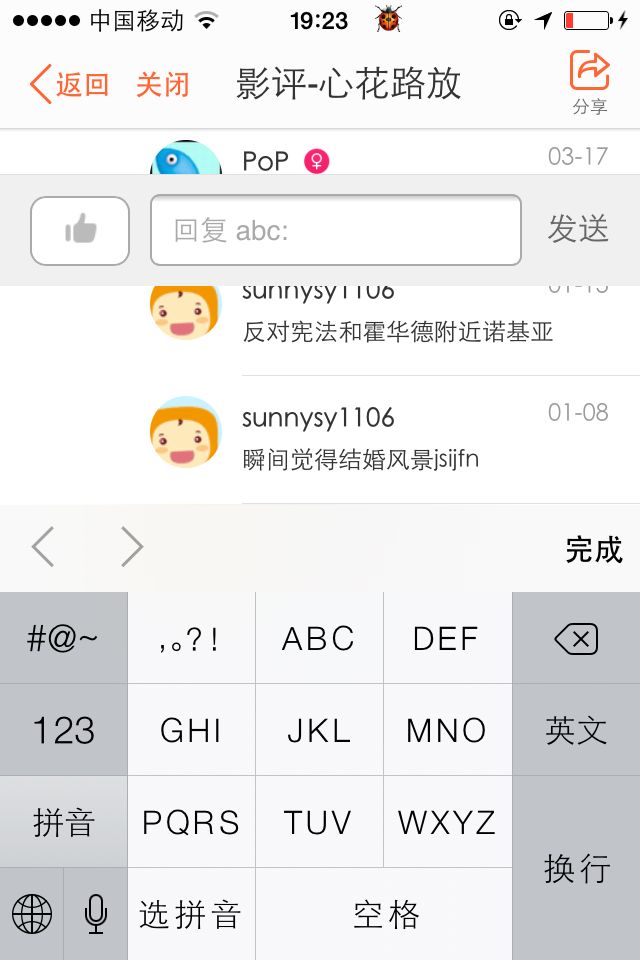 中国移动 19:23
返回 关闭 影评-心花路放 分享
PoP 03-17
回复 abc: 发送
sunnysy1106 01-13
反对宪法和霍华德附近诺基亚
sunnysy1106 01-08
瞬间觉得结婚风景jsijfn
完成
#@~ ,。?! ABC DEF
123 GHI JKL MNO 英文
拼音 PQRS TUV WXYZ
换行
选拼音 空格